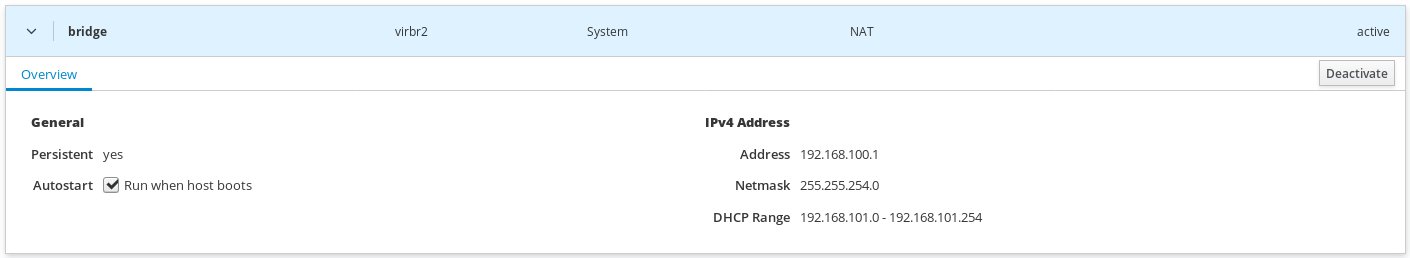 bridge virbr2 System NAT active
Overview Deactivate
General IPv4 Address
Persistent yes Address 192.168.100.1
Autostart Run when host boots Netmask 255.255.254.0
DHCP Range 192.168.101.0 - 192.168.101.254